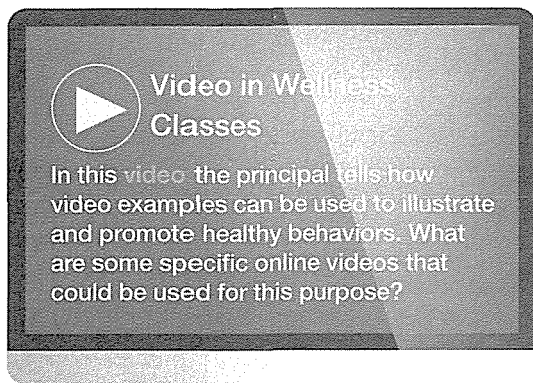 Video in Wellness
Classes
In this video the principal tells how
video examples can be used to illustrate
and promote healthy behaviors. What
are some specific online videos that
could be used for this purpose?